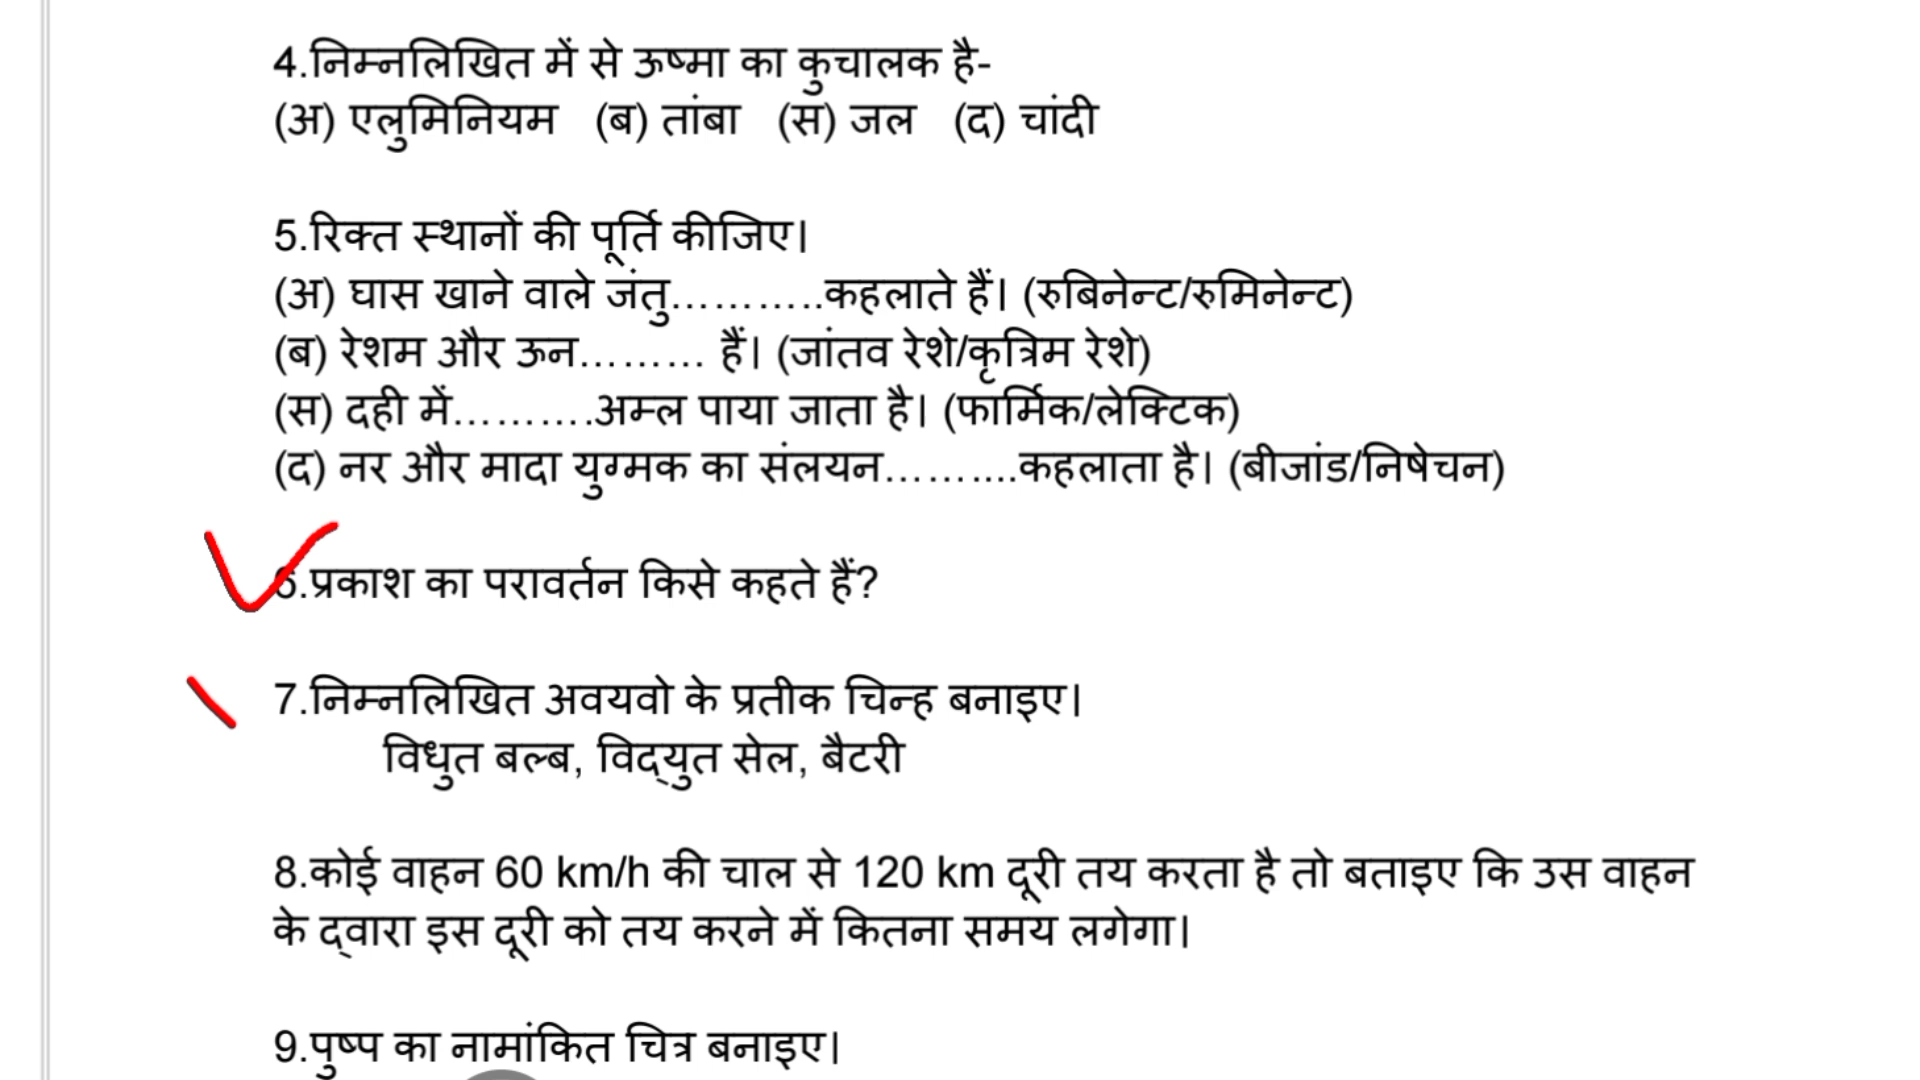 4.निम्नलिखित में से ऊष्मा का कुचालक है-
(अ) एलुमिनियम (ब) तांबा (स) जल (द) चांदी
5.रिक्त स्थानों की पूर्ति कीजिए।
(अ) घास खाने वाले जंतु………..कहलाते हैं। (रुबिनेन्ट/रुमिनेन्ट)
(ब) रेशम और ऊन……… हैं। (जांतव रेशे/कृत्रिम रेशे)
(स) दही में……….अम्ल पाया जाता है। (फार्मिक/लेक्टिक)
(द) नर और मादा युग्मक का संलयन……....कहलाता है। (बीजांड/निषेचन)
6.प्रकाश का परावर्तन किसे कहते हैं?
7.निम्नलिखित अवयवो के प्रतीक चिन्ह बनाइए।
विधुत बल्ब, विद्युत सेल, बैटरी
8.कोई वाहन 60 km/h की चाल से 120 km दूरी तय करता है तो बताइए कि उस वाहन
के द्वारा इस दूरी को तय करने में कितना समय लगेगा।
9.पुष्प का नामांकित चित्र बनाइए।